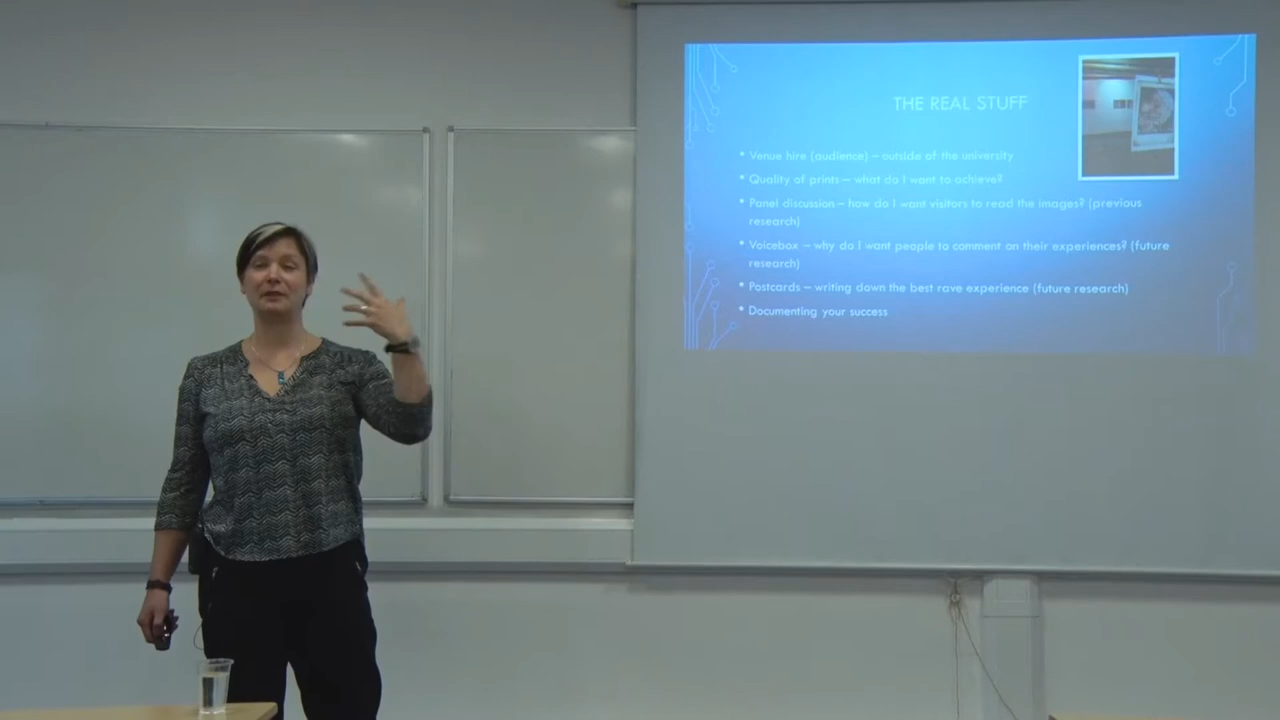 THE REAL STUFF
• Venue hire (audience) – outside of the university
• Quality of prints – what do I want to achieve?
• Panel discussion – how do I want visitors to read the images? (previous
research)
• Voicebox – why do I want people to comment on their experiences? (future
research)
• Postcards – writing down the best rave experience (future research)
• Documenting your success